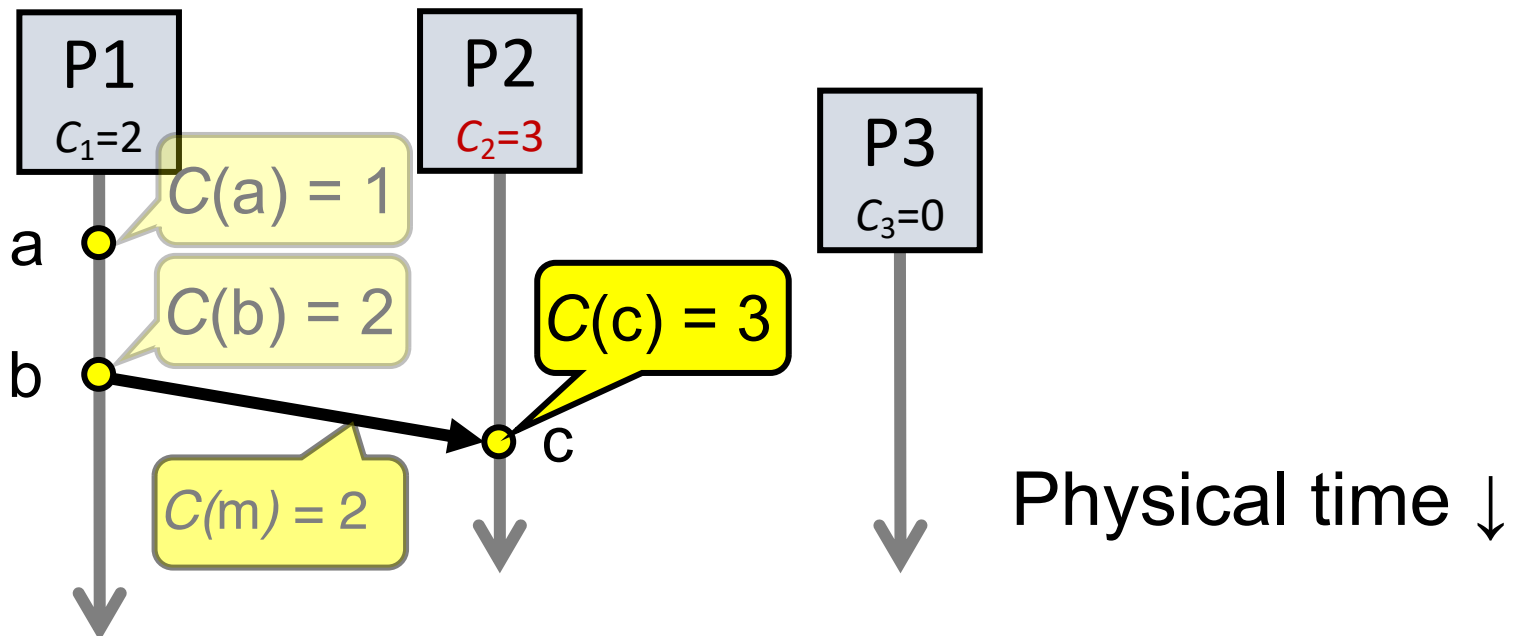 P1
C₁=2
P2
C₂=3
P3
C₃=0
C(a) = 1
a
C(b) = 2
b
C(c) = 3
c
C(m) = 2
Physical time ↓